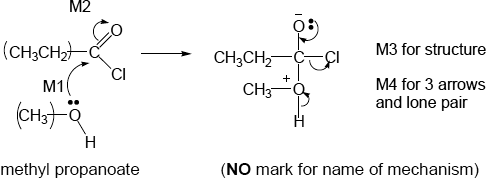 M2
O
(CH3CH2)—C
Cl
M1
(CH3)—O
H
O
CH3CH2—C—Cl
+
CH3—O
H
M3 for structure
M4 for 3 arrows
and lone pair
methyl propanoate
(NO mark for name of mechanism)